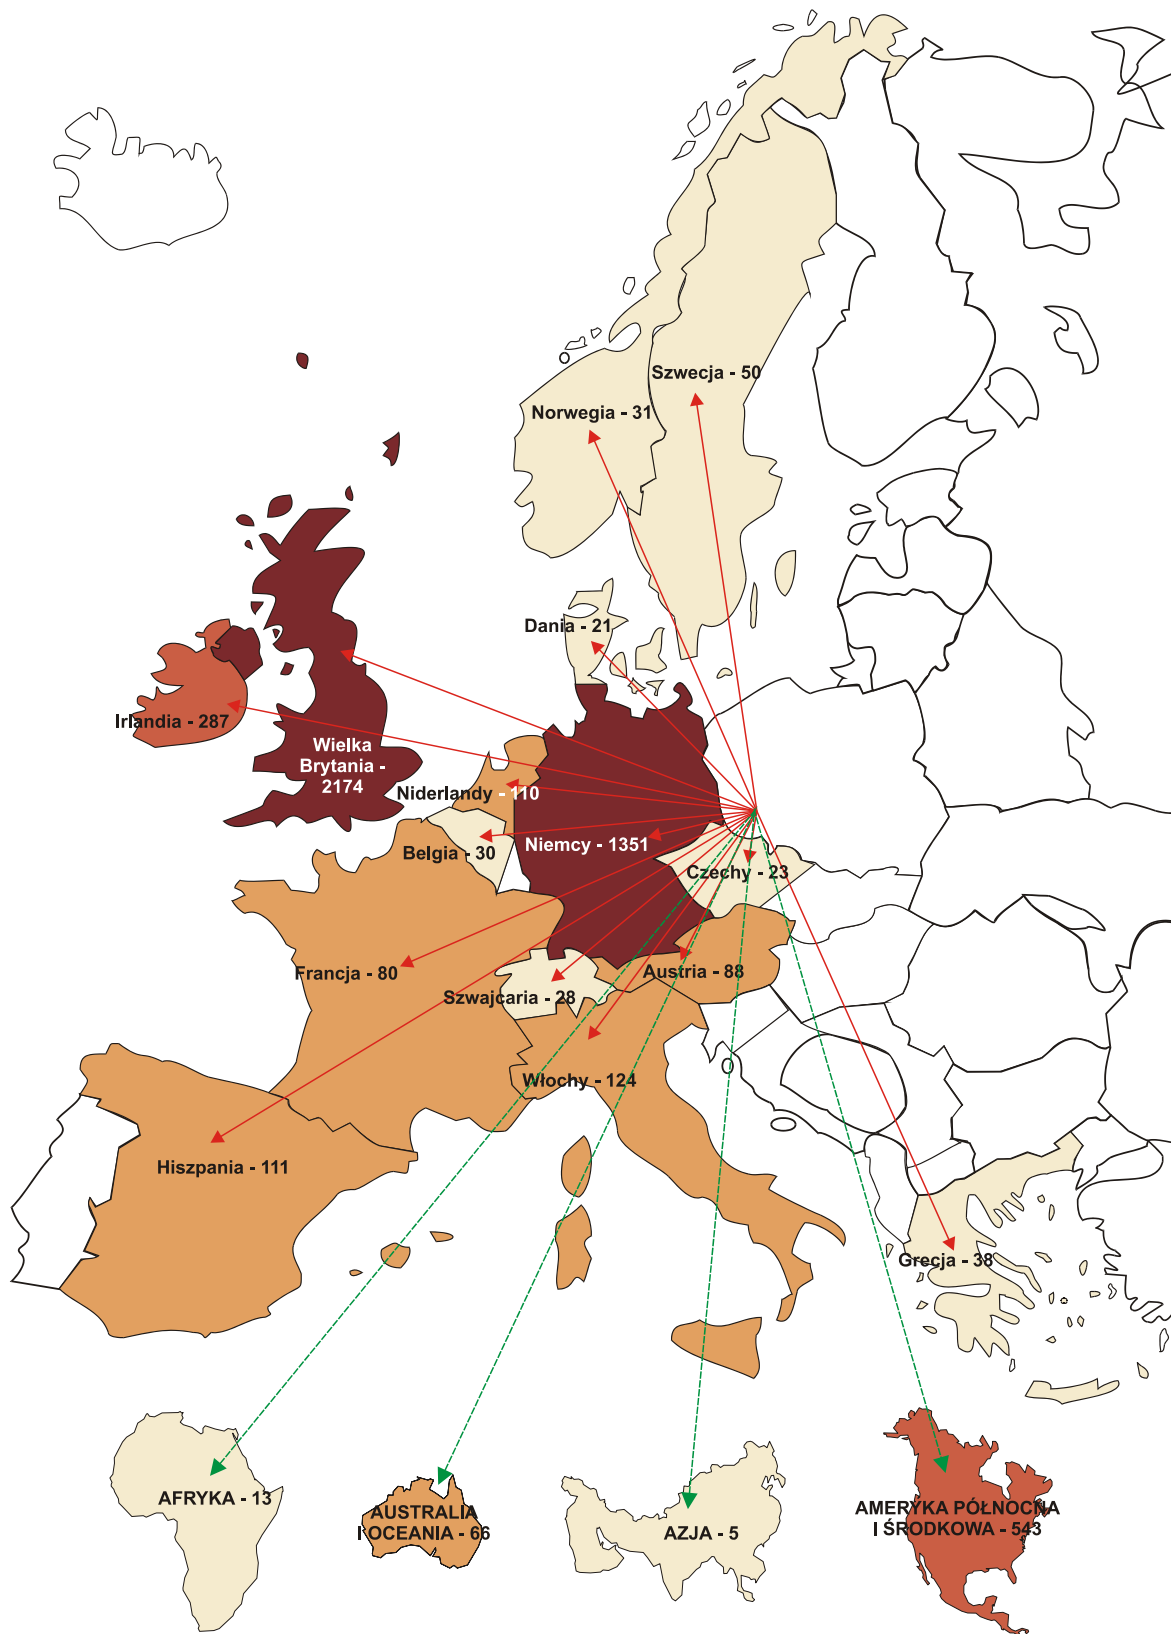 Szwecja - 50
Norwegia - 31
Dania - 21
Irlandia - 287
Wielka
Brytania -
2174
Niderlandy - 110
Belgia - 30
Niemcy - 1351
Czechy - 23
Francja - 80
Szwajcaria - 28
Austria - 88
Włochy - 124
Hiszpania - 111
Grecja - 38
AFRYKA - 13
AUSTRALIA
I OCEANIA - 66
AZJA - 5
AMERYKA PÓŁNOCNA
I ŚRODKOWA - 543